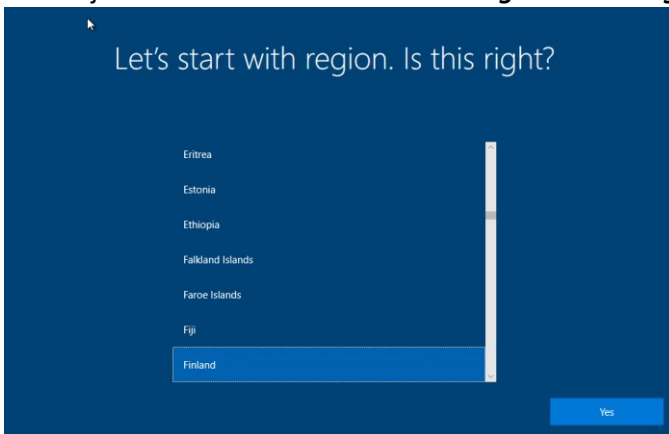 Let's start with region. Is this right?
Eritrea
Estonia
Ethiopia
Falkland Islands
Faroe Islands
Fiji
Finland
Yes